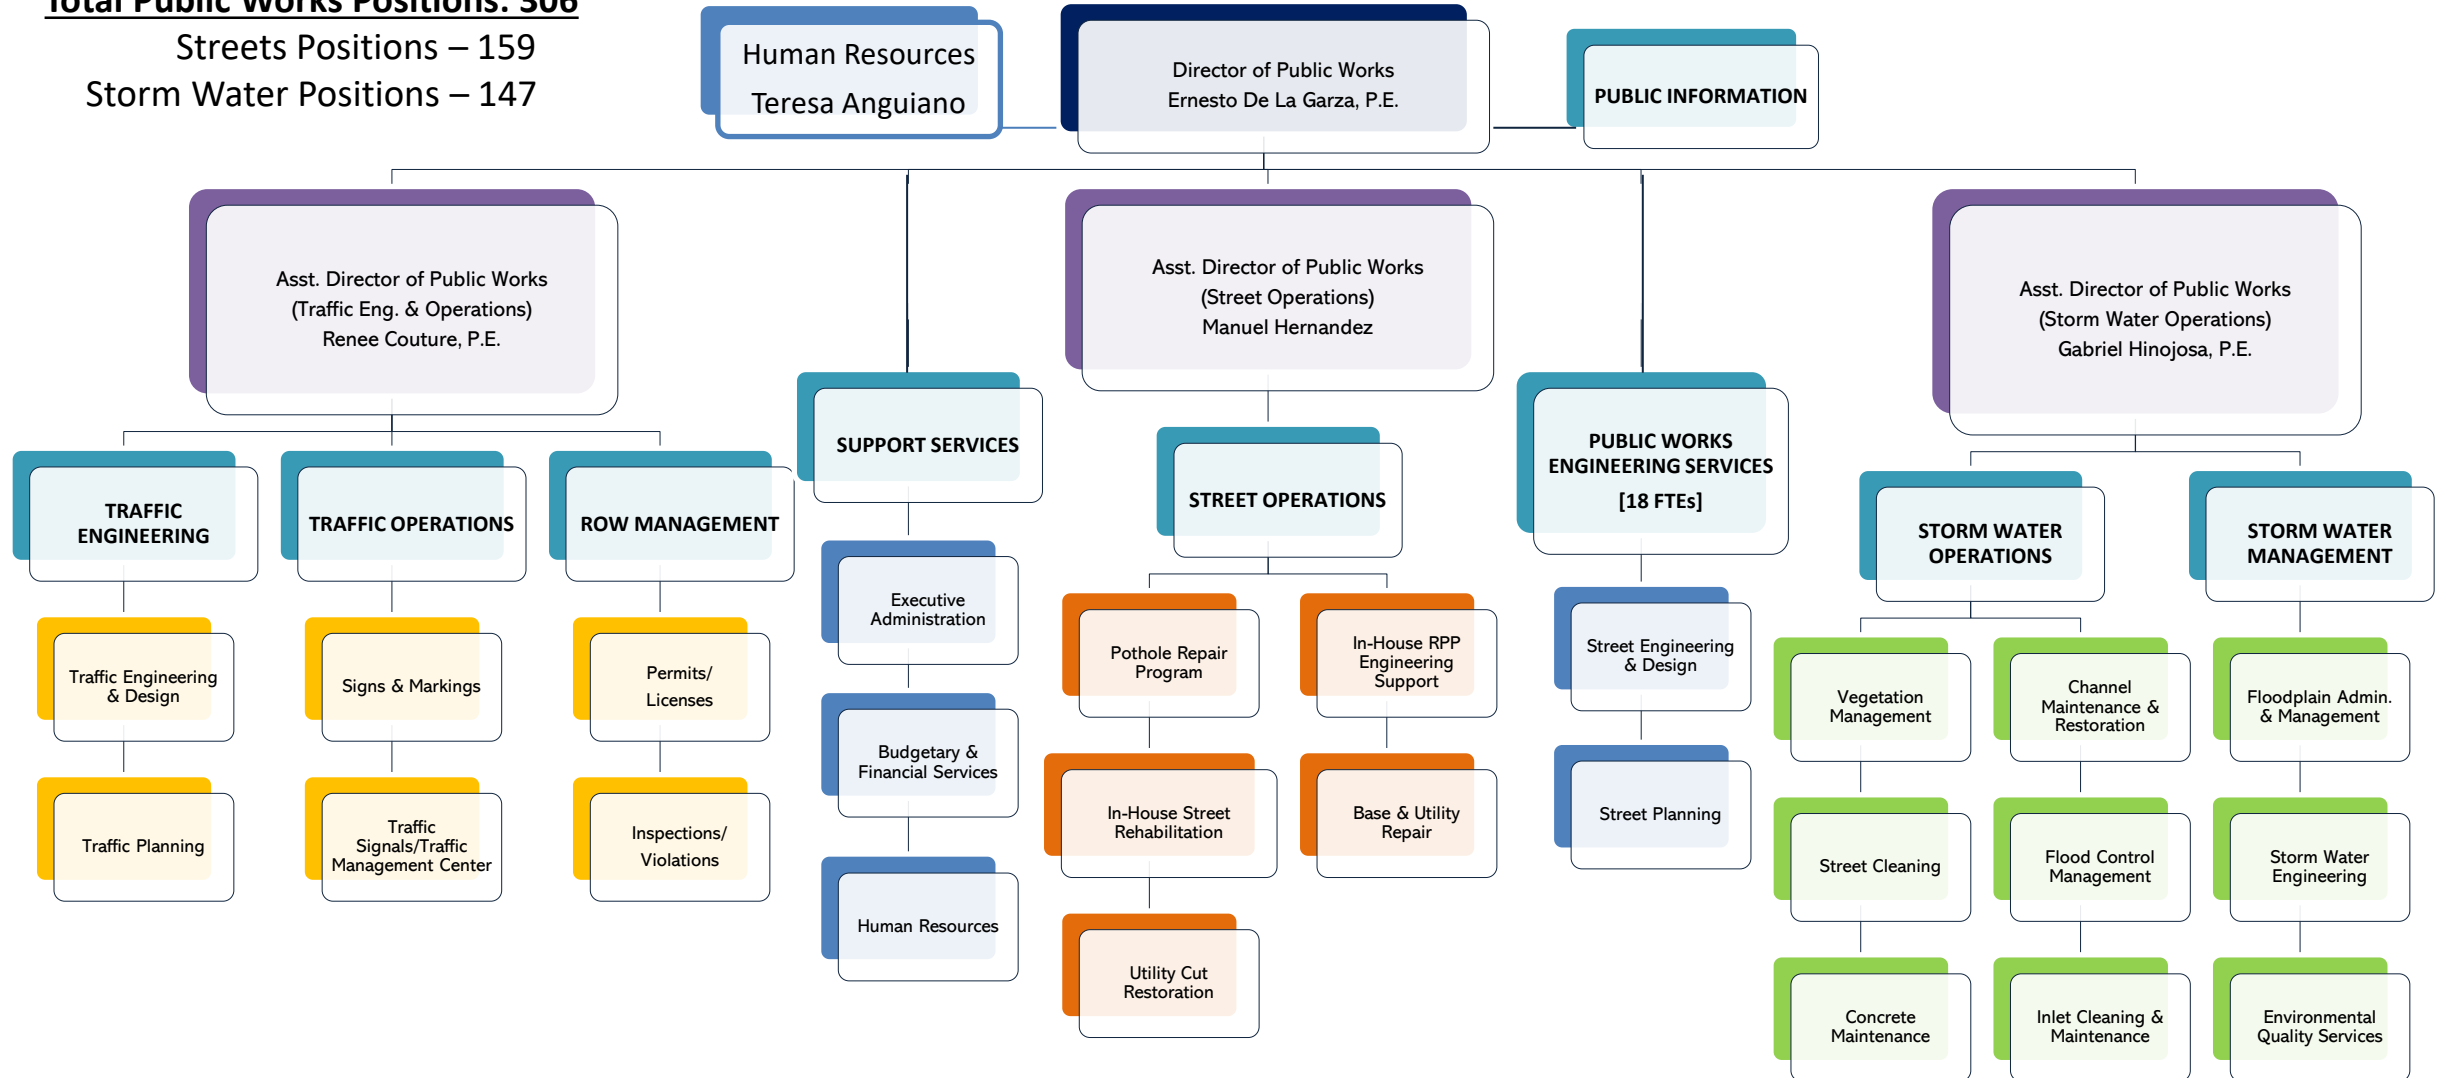 Total Public Works Positions: 306
Streets Positions – 159
Storm Water Positions – 147
Human Resources
Teresa Anguiano
Director of Public Works
Ernesto De La Garza, P.E.
PUBLIC INFORMATION
Asst. Director of Public Works
(Traffic Eng. & Operations)
Renee Couture, P.E.
Asst. Director of Public Works
(Street Operations)
Manuel Hernandez
Asst. Director of Public Works
(Storm Water Operations)
Gabriel Hinojosa, P.E.
TRAFFIC
ENGINEERING
TRAFFIC OPERATIONS
ROW MANAGEMENT
SUPPORT SERVICES
STREET OPERATIONS
PUBLIC WORKS
ENGINEERING SERVICES
[18 FTEs]
STORM WATER
OPERATIONS
STORM WATER
MANAGEMENT
Traffic Engineering
& Design
Traffic Planning
Signs & Markings
Traffic
Signals/Traffic
Management Center
Permits/
Licenses
Inspections/
Violations
Executive
Administration
Budgetary &
Financial Services
Human Resources
Pothole Repair
Program
In-House Street
Rehabilitation
Utility Cut
Restoration
In-House RPP
Engineering
Support
Base & Utility
Repair
Street Engineering
& Design
Street Planning
Vegetation
Management
Street Cleaning
Concrete
Maintenance
Channel
Maintenance &
Restoration
Flood Control
Management
Inlet Cleaning &
Maintenance
Floodplain Admin.
& Management
Storm Water
Engineering
Environmental
Quality Services